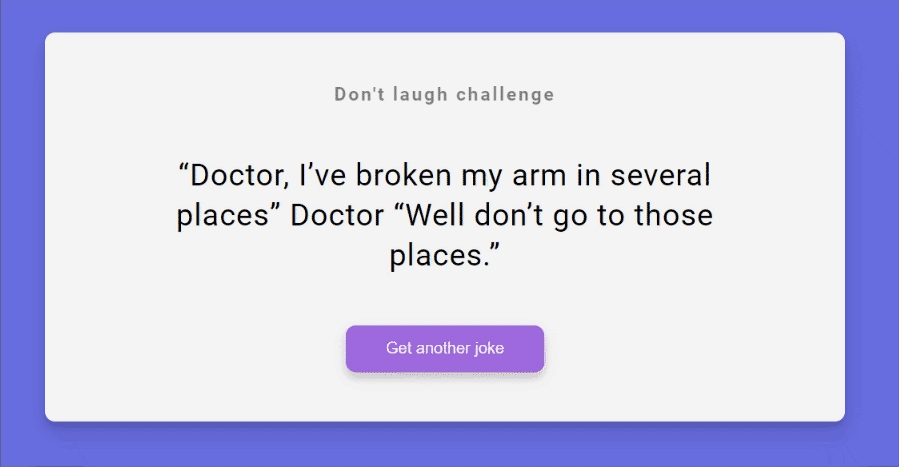 Don't laugh challenge
“Doctor, I’ve broken my arm in several
places” Doctor “Well don’t go to those
places.”
Get another joke